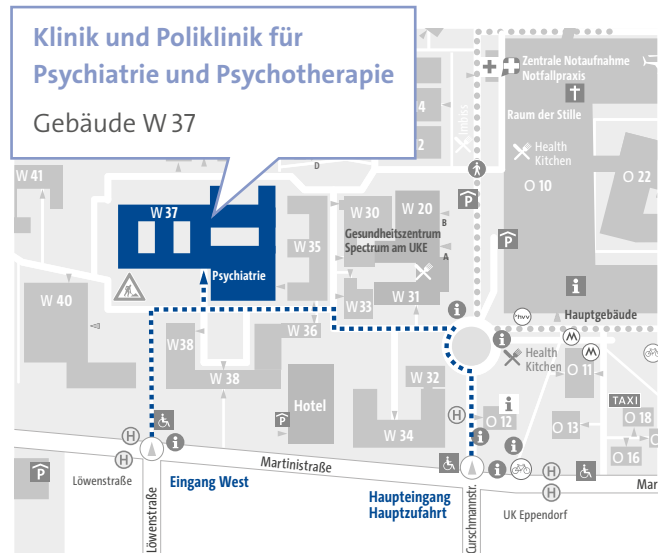 Klinik und Poliklinik für
Psychiatrie und Psychotherapie
Gebäude W 37
Zentrale Notaufnahme
Notfallpraxis
Imbiss
Raum der Stille
Health
Kitchen
O 10
O 22
W 41
D
W 37
W 30
W 20
B
Gesundheitszentrum
Spectrum am UKE
A
W 35
Psychiatrie
W 40
W 33
W 31
W 36
W38
W 38
Hauptgebäude
hvv
Health
Kitchen
O 11
W 32
Hotel
W 34
O 12
TAXI
O 18
O 13
O 16
H
H
H
H
H
P
P
P
P
M
M
Martinistraße
Mar
Löwenstraße
Eingang West
Löwenstraße
Haupteingang
Hauptzufahrt
Curschmannstr.
UK Eppendorf